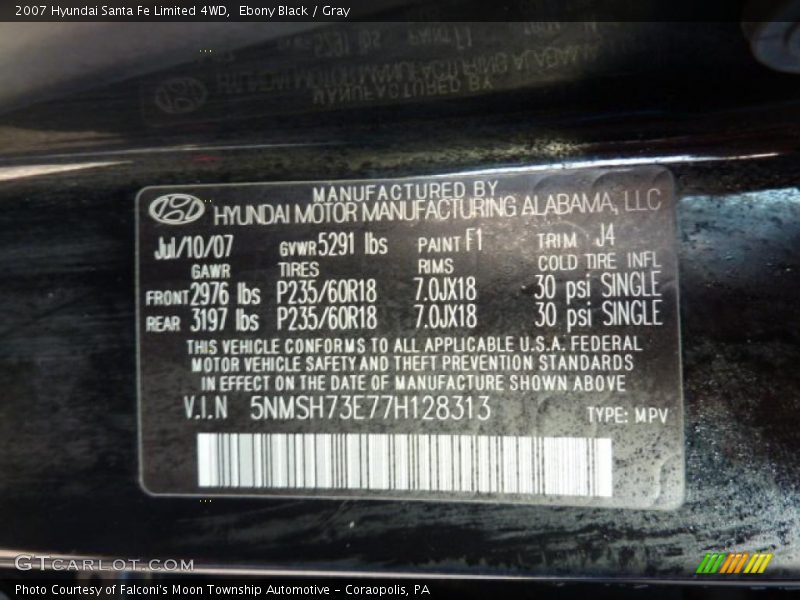 2007 Hyundai Santa Fe Limited 4WD, Ebony Black / Gray
MANUFACTURED BY
HYUNDAI MOTOR MANUFACTURING ALABAMA, LLC
Jul/10/07 GVWR 5291 lbs PAINT F1 TRIM J4
GAWR TIRES RIMS COLD TIRE INFL
FRONT 2976 lbs P235/60R18 7.0JX18 30 psi SINGLE
REAR 3197 lbs P235/60R18 7.0JX18 30 psi SINGLE
THIS VEHICLE CONFORMS TO ALL APPLICABLE U.S.A. FEDERAL
MOTOR VEHICLE SAFETY AND THEFT PREVENTION STANDARDS
IN EFFECT ON THE DATE OF MANUFACTURE SHOWN ABOVE
V.I.N 5NMSH73E77H128313 TYPE: MPV
GTCARLOT.COM
Photo Courtesy of Falconi's Moon Township Automotive - Coraopolis, PA